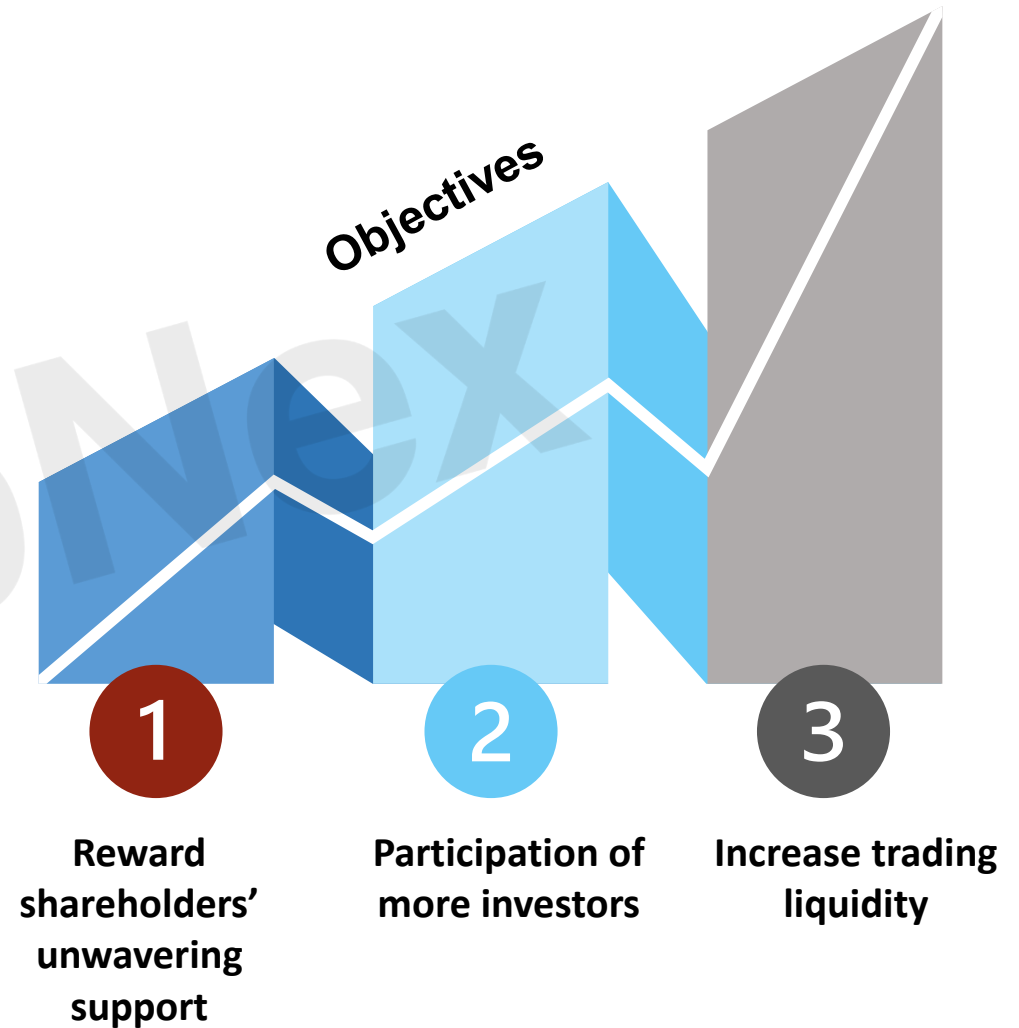 Objectives
1
Reward
shareholders’
unwavering
support
2
Participation of
more investors
3
Increase trading
liquidity